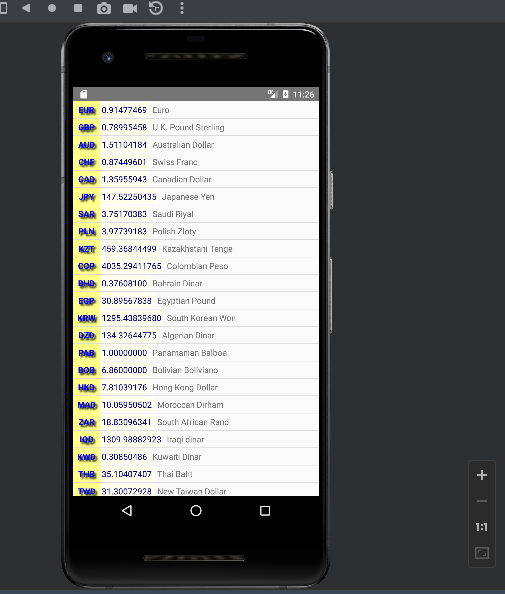 11:26
EUR 0.91477469 Euro
GBP 0.78995458 U.K. Pound Sterling
AUD 1.51104184 Australian Dollar
CHF 0.87449601 Swiss Franc
CAD 1.35955943 Canadian Dollar
JPY 147.52250435 Japanese Yen
SAR 3.75170383 Saudi Riyal
PLN 3.97739183 Polish Zloty
KZT 459.36844499 Kazakhstani Tenge
COP 4035.29411765 Colombian Peso
BHD 0.37608100 Bahrain Dinar
EGP 30.89567838 Egyptian Pound
KRW 1295.43839680 South Korean Won
DZD 134.32644775 Algerian Dinar
PAB 1.00000000 Panamanian Balboa
BOB 6.86000000 Bolivian Boliviano
HKD 7.81039176 Hong Kong Dollar
MAD 10.05950502 Moroccan Dirham
ZAR 18.83096341 South African Rand
IQD 1309.98882923 Iraqi dinar
KWD 0.30850486 Kuwaiti Dinar
THB 35.10407407 Thai Baht
TWD 31.30072928 New Taiwan Dollar
1:1